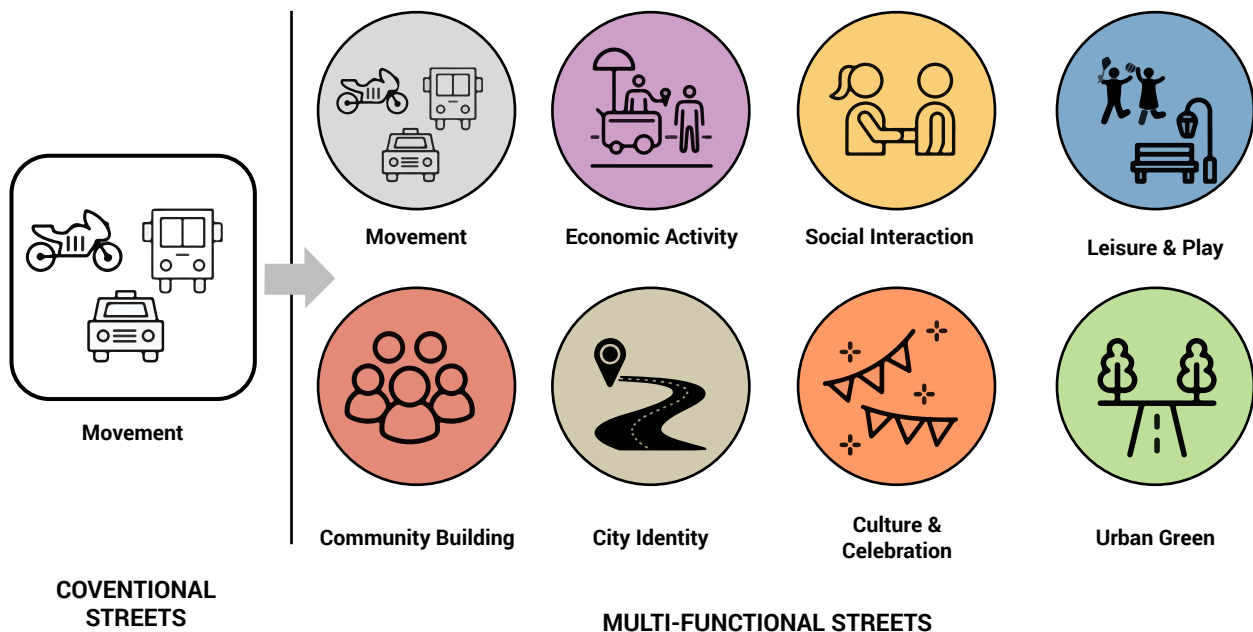 Movement
COVENTIONAL
STREETS
Movement
Economic Activity
Social Interaction
Leisure & Play
Community Building
City Identity
Culture &
Celebration
Urban Green
MULTI-FUNCTIONAL STREETS